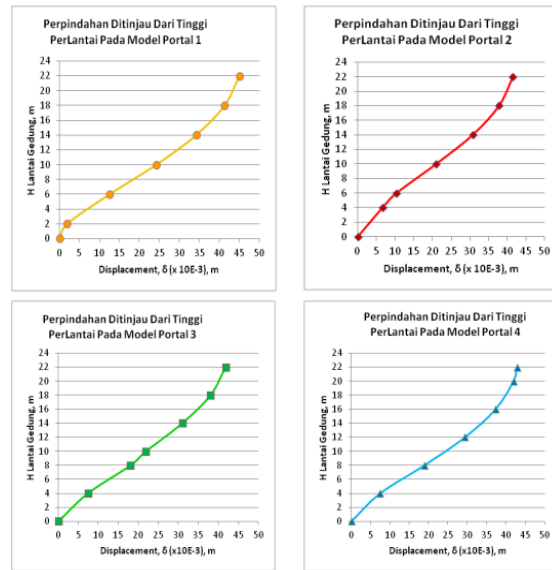 Perpindahan Ditinjau Dari Tinggi
PerLantai Pada Model Portal 1
H Lantai Gedung, m
24
22
20
18
16
14
12
10
8
6
4
2
0
0 5 10 15 20 25 30 35 40 45 50
Displacement, δ (x 10E-3), m
Perpindahan Ditinjau Dari Tinggi
PerLantai Pada Model Portal 2
H Lantai Gedung, m
24
22
20
18
16
14
12
10
8
6
4
2
0
0 5 10 15 20 25 30 35 40 45 50
Displacement, δ (x 10E-3), m
Perpindahan Ditinjau Dari Tinggi
PerLantai Pada Model Portal 3
H Lantai Gedung, m
24
22
20
18
16
14
12
10
8
6
4
2
0
0 5 10 15 20 25 30 35 40 45 50
Displacement, δ (x10E-3), m
Perpindahan Ditinjau Dari Tinggi
PerLantai Pada Model Portal 4
H Lantai Gedung, m
24
22
20
18
16
14
12
10
8
6
4
2
0
0 5 10 15 20 25 30 35 40 45 50
Displacement, δ (x10E-3), m